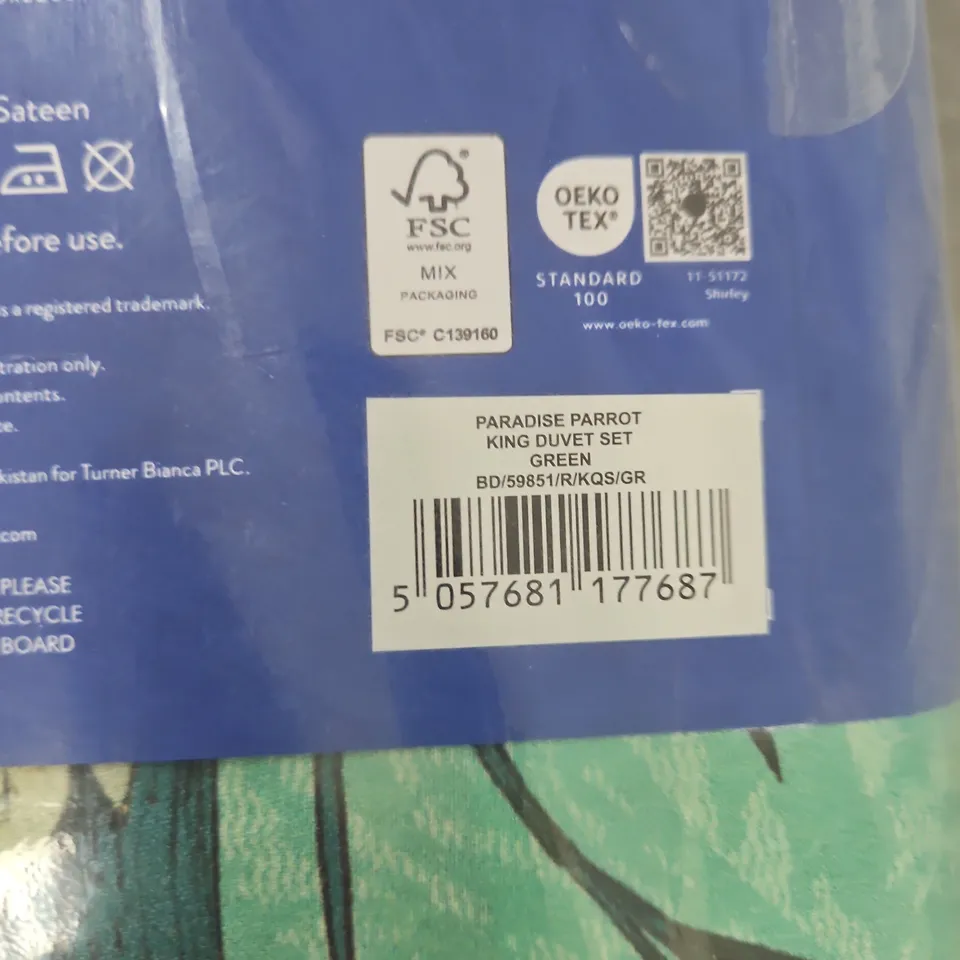 Sateen
fore use.
s a registered trademark.
tration only.
ontents.
ce.
kistan for Turner Bianca PLC.
.com
PLEASE
RECYCLE
BOARD
FSC®
www.fsc.org
MIX
PACKAGING
FSC® C139160
OEKO
TEX®
STANDARD
100
11-51172
Shirley
www.oeko-tex.com
PARADISE PARROT
KING DUVET SET
GREEN
BD/59851/R/KQS/GR
5 057681 177687